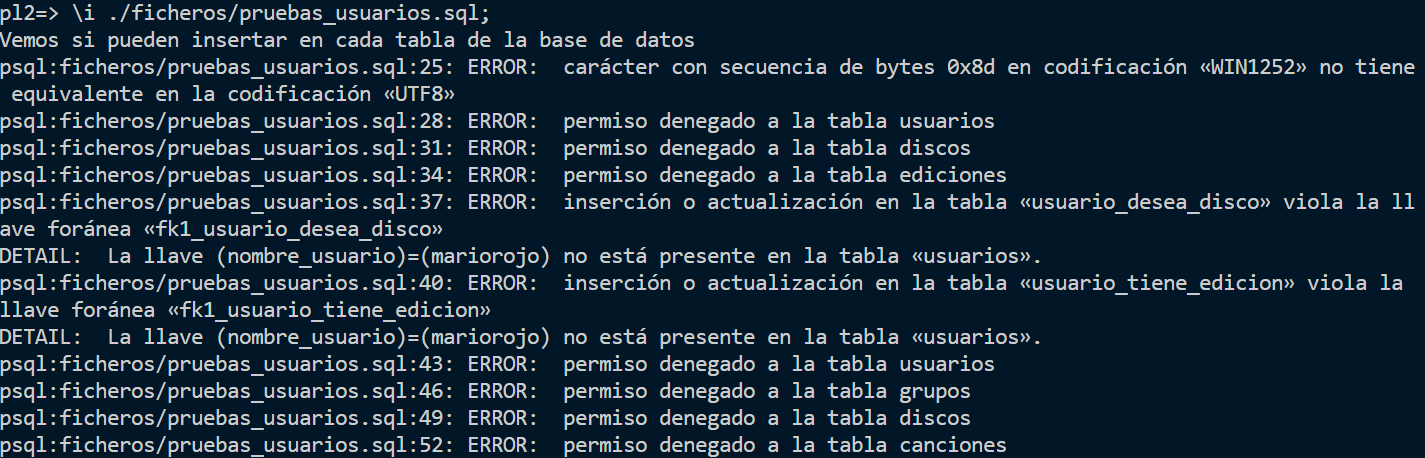 pl2=> \i ./ficheros/pruebas_usuarios.sql;
Vemos si pueden insertar en cada tabla de la base de datos
psql:ficheros/pruebas_usuarios.sql:25: ERROR:  carácter con secuencia de bytes 0x8d en codificación «WIN1252» no tiene
 equivalente en la codificación «UTF8»
psql:ficheros/pruebas_usuarios.sql:28: ERROR:  permiso denegado a la tabla usuarios
psql:ficheros/pruebas_usuarios.sql:31: ERROR:  permiso denegado a la tabla discos
psql:ficheros/pruebas_usuarios.sql:34: ERROR:  permiso denegado a la tabla ediciones
psql:ficheros/pruebas_usuarios.sql:37: ERROR:  inserción o actualización en la tabla «usuario_desea_disco» viola la ll
ave foránea «fk1_usuario_desea_disco»
DETAIL:  La llave (nombre_usuario)=(mariorojo) no está presente en la tabla «usuarios».
psql:ficheros/pruebas_usuarios.sql:40: ERROR:  inserción o actualización en la tabla «usuario_tiene_edicion» viola la
llave foránea «fk1_usuario_tiene_edicion»
DETAIL:  La llave (nombre_usuario)=(mariorojo) no está presente en la tabla «usuarios».
psql:ficheros/pruebas_usuarios.sql:43: ERROR:  permiso denegado a la tabla usuarios
psql:ficheros/pruebas_usuarios.sql:46: ERROR:  permiso denegado a la tabla grupos
psql:ficheros/pruebas_usuarios.sql:49: ERROR:  permiso denegado a la tabla discos
psql:ficheros/pruebas_usuarios.sql:52: ERROR:  permiso denegado a la tabla canciones